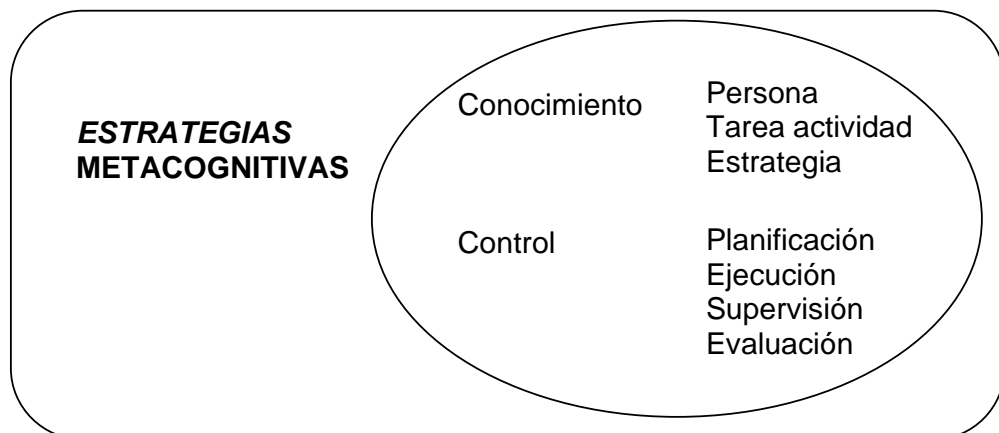 ESTRATEGIAS
METACOGNITIVAS
Conocimiento
Persona
Tarea actividad
Estrategia
Control
Planificación
Ejecución
Supervisión
Evaluación